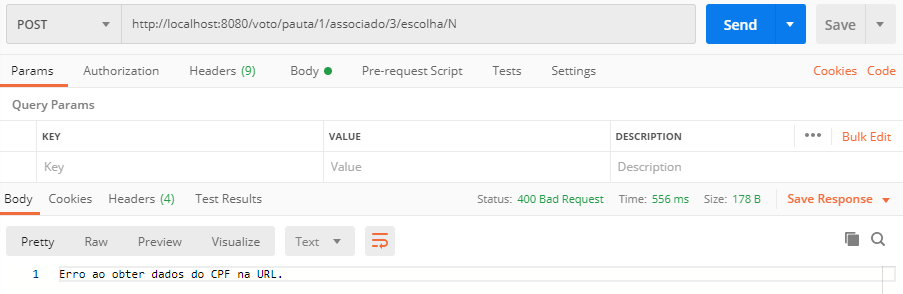 POST http://localhost:8080/voto/pauta/1/associado/3/escolha/N Send Save
Params Authorization Headers (9) Body Pre-request Script Tests Settings Cookies Code
Query Params
KEY VALUE DESCRIPTION ••• Bulk Edit
Key Value Description
Body Cookies Headers (4) Test Results Status: 400 Bad Request Time: 556 ms Size: 178 B Save Response
Pretty Raw Preview Visualize Text
1 Erro ao obter dados do CPF na URL.